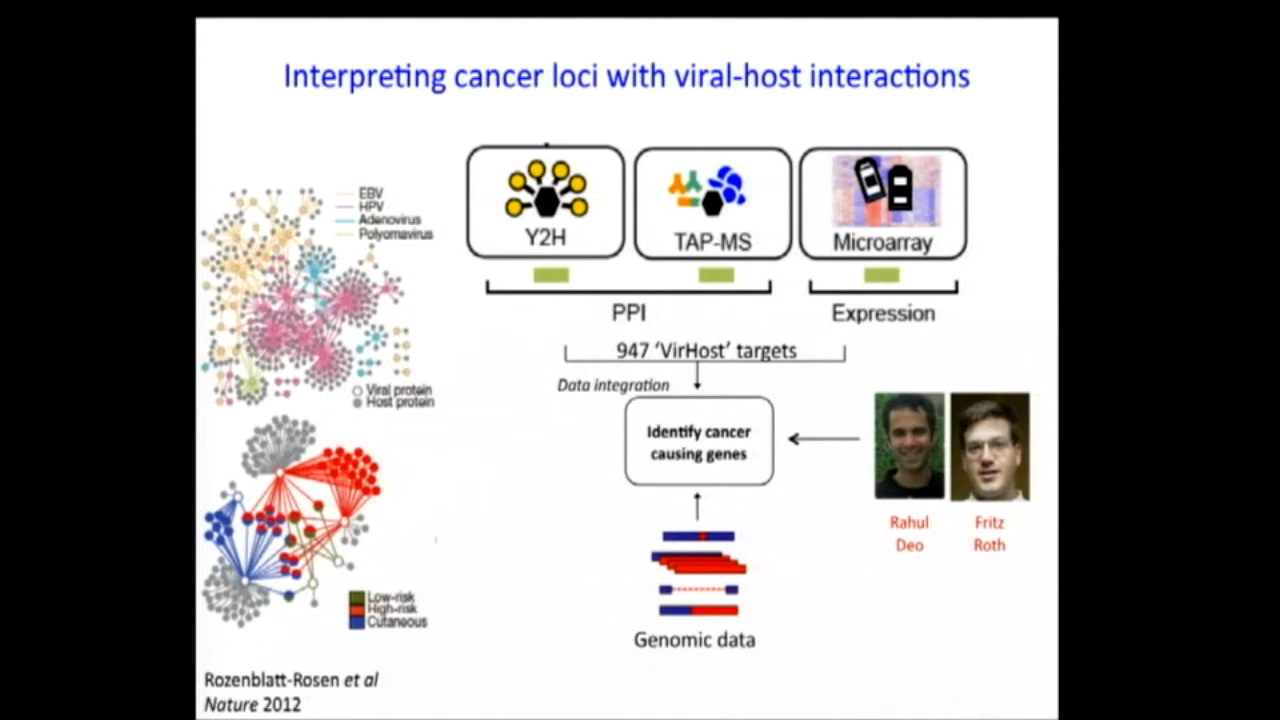 Interpreting cancer loci with viral-host interactions
EBV
HPV
Adenovirus
Polyomavirus
Viral protein
Host protein
Low-risk
High-risk
Cutaneous
Rozenblatt-Rosen et al
Nature 2012
Y2H
TAP-MS
Microarray
PPI
Expression
947 ‘VirHost’ targets
Data integration
Identify cancer
causing genes
Genomic data
Rahul
Deo
Fritz
Roth